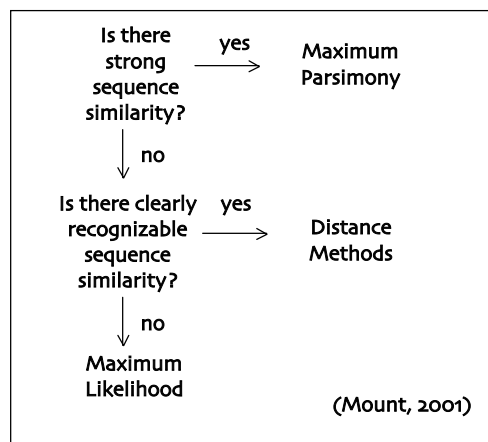 Is there
strong
sequence
similarity?
yes
Maximum
Parsimony
no
Is there clearly
recognizable
sequence
similarity?
yes
Distance
Methods
no
Maximum
Likelihood
(Mount, 2001)